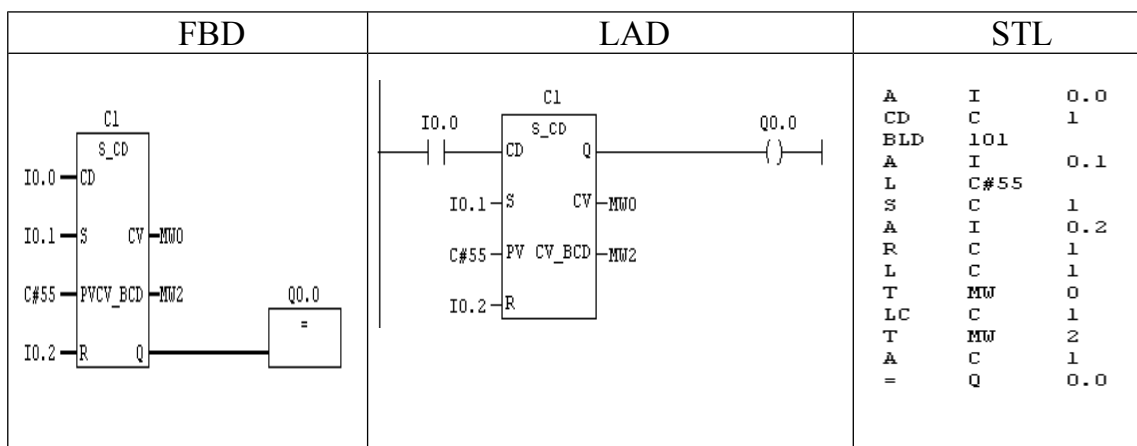 FBD
LAD
STL
C1
S_CD
I0.0 CD
I0.1 S CV MW0
C#55 PV CV_BCD MW2
I0.2 R Q
Q0.0
=
C1
I0.0
S_CD
Q0.0
CD Q
I0.1 S CV MW0
C#55 PV CV_BCD MW2
I0.2 R
A I 0.0
CD C 1
BLD 101
A I 0.1
L C#55
S C 1
A I 0.2
R C 1
L C 1
T MW 0
LC C 1
T MW 2
A C 1
= Q 0.0